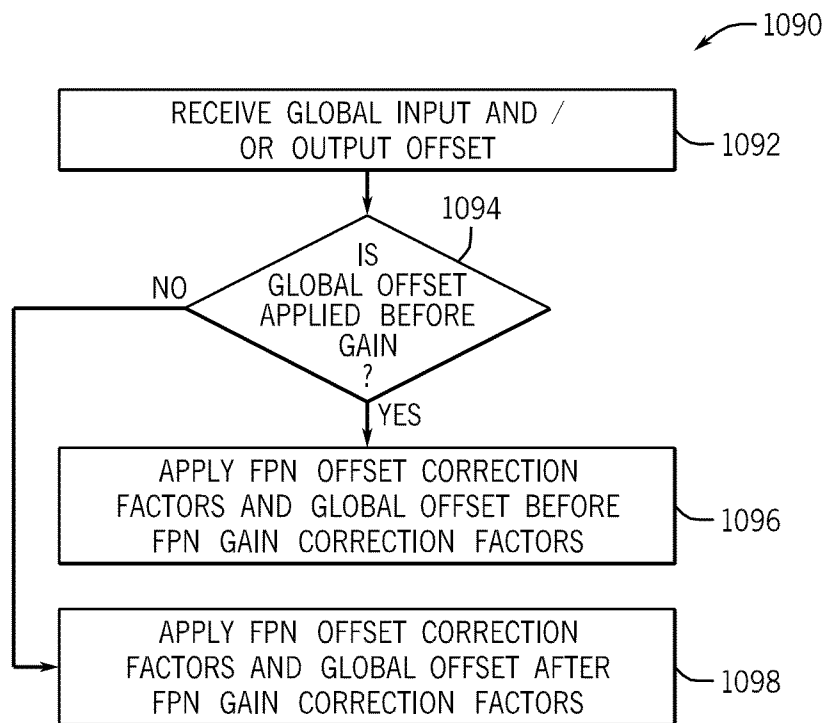 1090
RECEIVE GLOBAL INPUT AND /
OR OUTPUT OFFSET
1092
1094
IS
GLOBAL OFFSET
APPLIED BEFORE
GAIN
?
NO
YES
APPLY FPN OFFSET CORRECTION
FACTORS AND GLOBAL OFFSET BEFORE
FPN GAIN CORRECTION FACTORS
1096
APPLY FPN OFFSET CORRECTION
FACTORS AND GLOBAL OFFSET AFTER
FPN GAIN CORRECTION FACTORS
1098